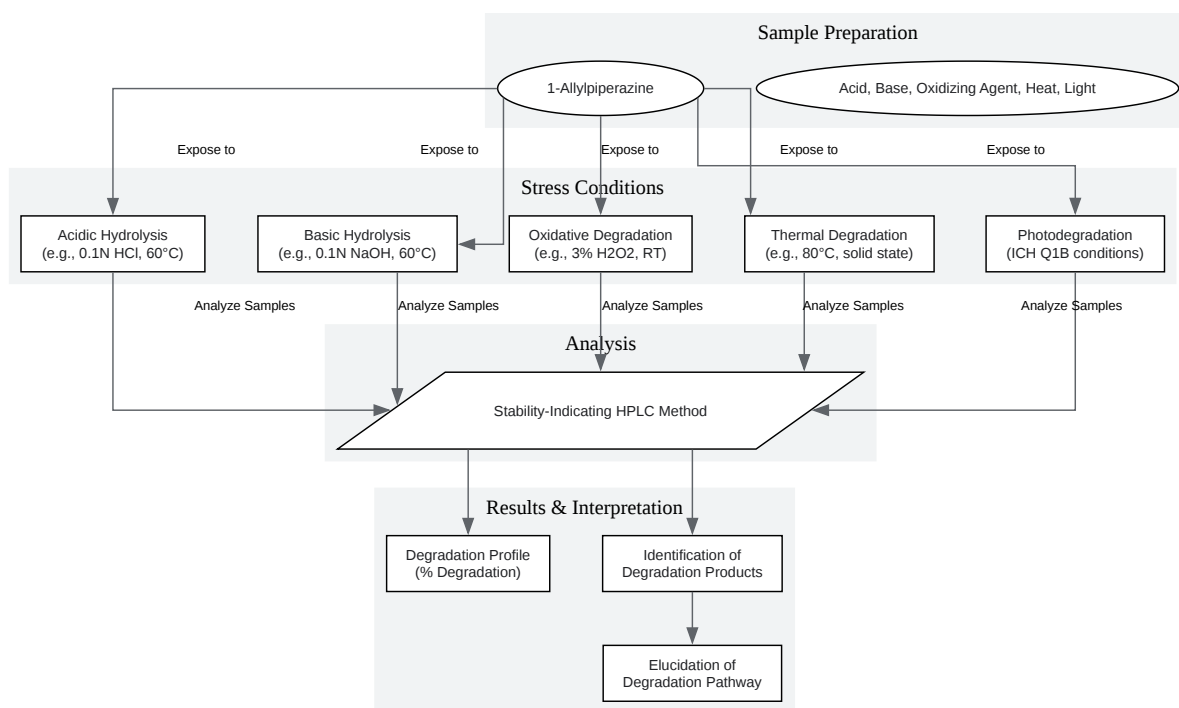 Sample Preparation
1-Allylpiperazine
Acid, Base, Oxidizing Agent, Heat, Light
Expose to
Expose to
Expose to
Expose to
Expose to
Stress Conditions
Acidic Hydrolysis
(e.g., 0.1N HCl, 60°C)
Basic Hydrolysis
(e.g., 0.1N NaOH, 60°C)
Oxidative Degradation
(e.g., 3% H2O2, RT)
Thermal Degradation
(e.g., 80°C, solid state)
Photodegradation
(ICH Q1B conditions)
Analyze Samples
Analyze Samples
Analyze Samples
Analyze Samples
Analyze Samples
Analysis
Stability-Indicating HPLC Method
Results & Interpretation
Degradation Profile
(% Degradation)
Identification of
Degradation Products
Elucidation of
Degradation Pathway